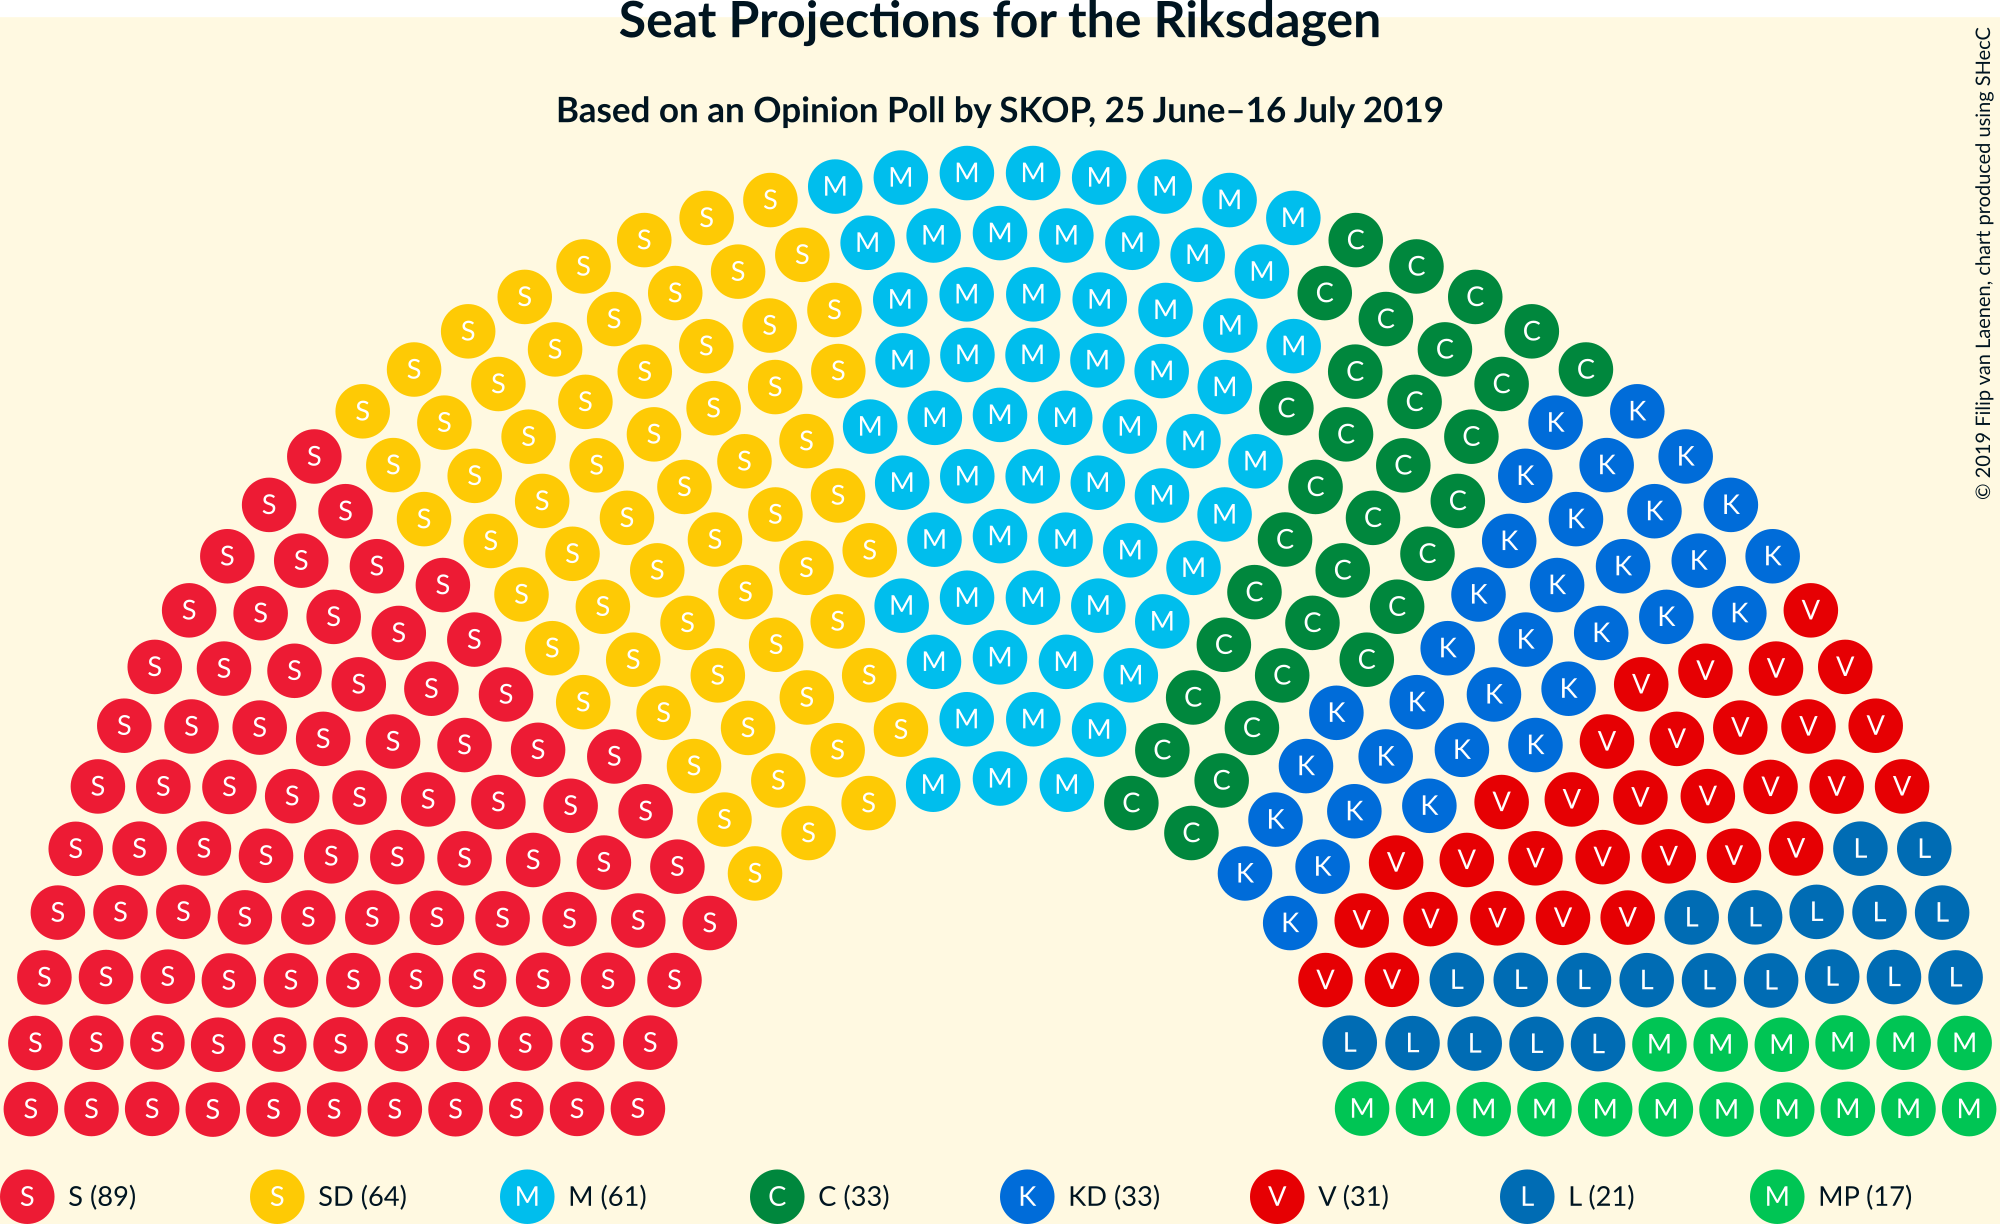 Seat Projections for the Riksdagen
Based on an Opinion Poll by SKOP, 25 June–16 July 2019
© 2019 Filip van Laenen, chart produced using SHecC
S S (89) S SD (64) M M (61) C C (33) K KD (33) V V (31) L L (21) M MP (17)